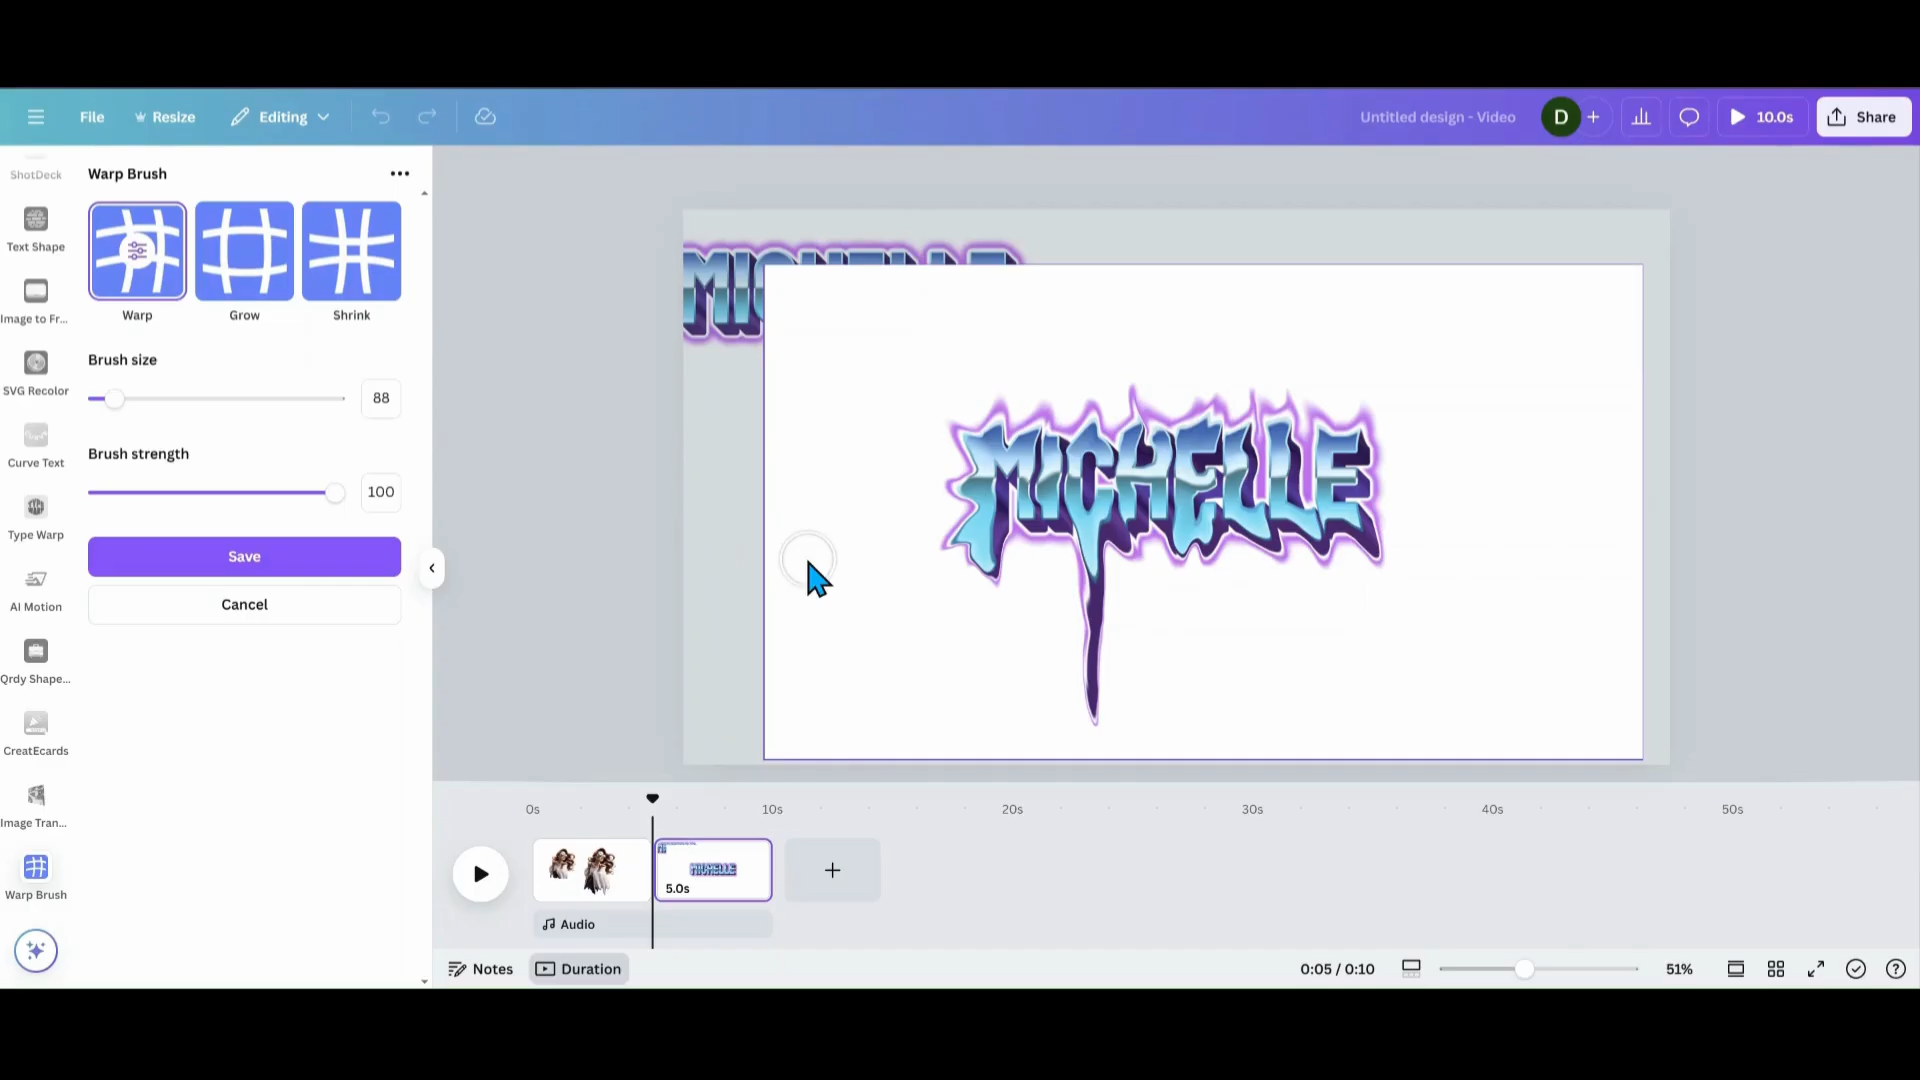 File
Resize
Editing
Untitled design - Video
D
10.0s
Share
ShotDeck
Text Shape
Image to Fr...
SVG Recolor
Curve Text
Type Warp
AI Motion
Qrdy Shape...
CreatEcards
Image Tran...
Warp Brush
Warp Brush
Warp
Grow
Shrink
Brush size
88
Brush strength
100
Save
Cancel
MICHELLE
MICHELLE
0s
10s
20s
30s
40s
50s
MICHELLE
5.0s
Audio
Notes
Duration
0:05 / 0:10
51%